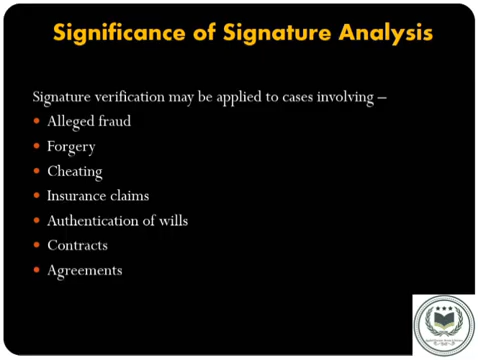 Significance of Signature Analysis
Signature verification may be applied to cases involving –
• Alleged fraud
• Forgery
• Cheating
• Insurance claims
• Authentication of wills
• Contracts
• Agreements